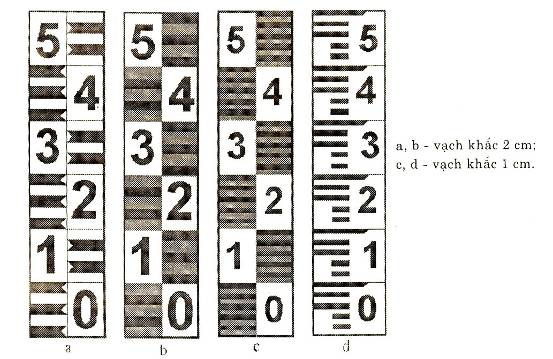 5 5 5 5
4 4 4 4
3 3 3 3
a, b - vạch khắc 2 cm;
c, d - vạch khắc 1 cm.
2 2 2 2
1 1 1 1
0 0 0 0
a b c d